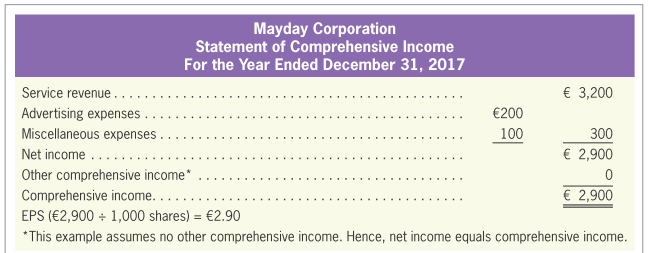 Mayday Corporation
Statement of Comprehensive Income
For the Year Ended December 31, 2017
Service revenue . . . . . . . . . . . . . . . . . . . . . . . . . . . . . . . . . . . . . . . . . . . . . . € 3,200
Advertising expenses . . . . . . . . . . . . . . . . . . . . . . . . . . . . . . . . . . . . . . . . . €200
Miscellaneous expenses . . . . . . . . . . . . . . . . . . . . . . . . . . . . . . . . . . . . . . . 100 300
Net income . . . . . . . . . . . . . . . . . . . . . . . . . . . . . . . . . . . . . . . . . . . . . . . . . € 2,900
Other comprehensive income* . . . . . . . . . . . . . . . . . . . . . . . . . . . . . . . . . . . 0
Comprehensive income. . . . . . . . . . . . . . . . . . . . . . . . . . . . . . . . . . . . . . . . . € 2,900
EPS (€2,900 ÷ 1,000 shares) = €2.90
*This example assumes no other comprehensive income. Hence, net income equals comprehensive income.